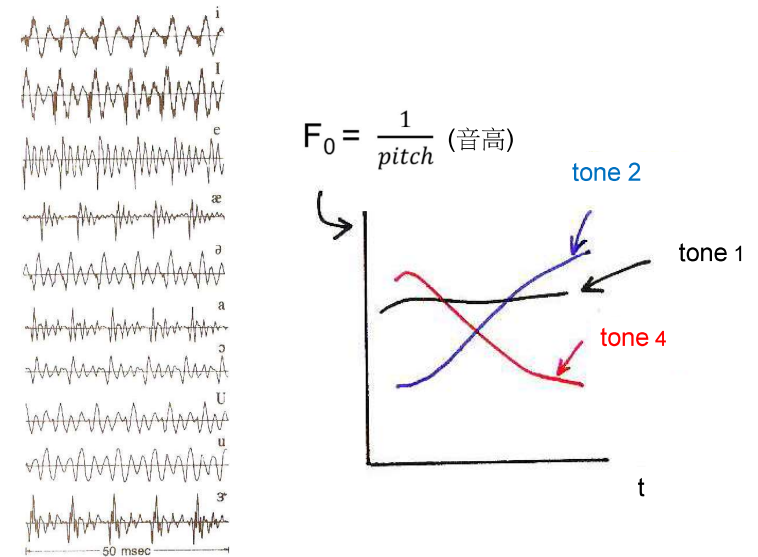 i
I
e
æ
ə
a
ɔ
U
u
ɝ
50 msec
F₀ = 1/pitch (音高)
tone 2
tone 1
tone 4
t